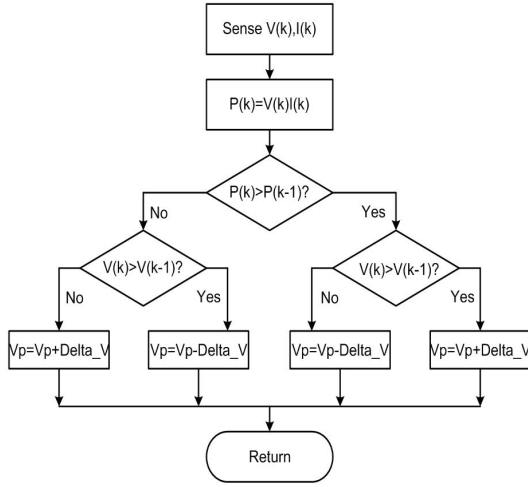 Sense V(k),I(k)
P(k)=V(k)I(k)
P(k)>P(k-1)?
No
Yes
V(k)>V(k-1)?
V(k)>V(k-1)?
No
Yes
No
Yes
Vp=Vp+Delta_V
Vp=Vp-Delta_V
Vp=Vp-Delta_V
Vp=Vp+Delta_V
Return